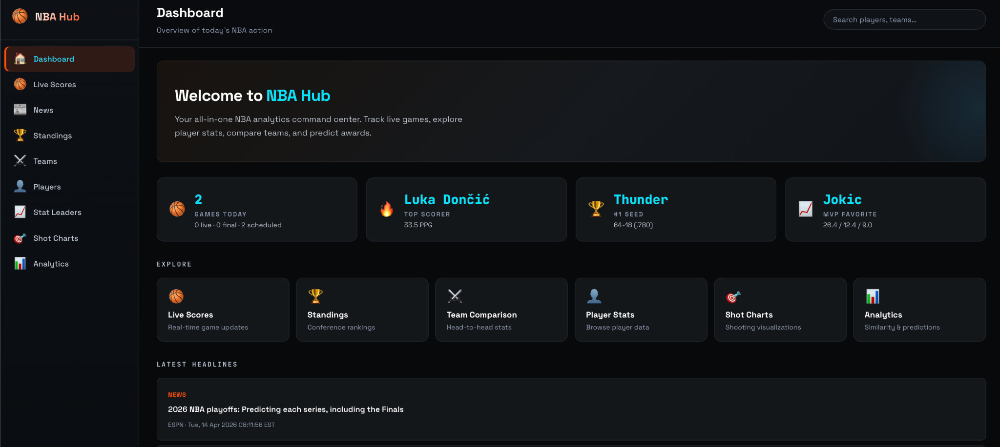 NBA Hub
Dashboard
Live Scores
News
Standings
Teams
Players
Stat Leaders
Shot Charts
Analytics
Dashboard
Overview of today's NBA action
Search players, teams...
Welcome to NBA Hub
Your all-in-one NBA analytics command center. Track live games, explore
player stats, compare teams, and predict awards.
2
GAMES TODAY
0 live · 0 final · 2 scheduled
Luka Dončić
TOP SCORER
33.5 PPG
Thunder
#1 SEED
64-18 (.780)
Jokic
MVP FAVORITE
26.4 / 12.4 / 9.0
EXPLORE
Live Scores
Real-time game updates
Standings
Conference rankings
Team Comparison
Head-to-head stats
Player Stats
Browse player data
Shot Charts
Shooting visualizations
Analytics
Similarity & predictions
LATEST HEADLINES
NEWS
2026 NBA playoffs: Predicting each series, including the Finals
ESPN · Tue, 14 Apr 2026 08:11:56 EST